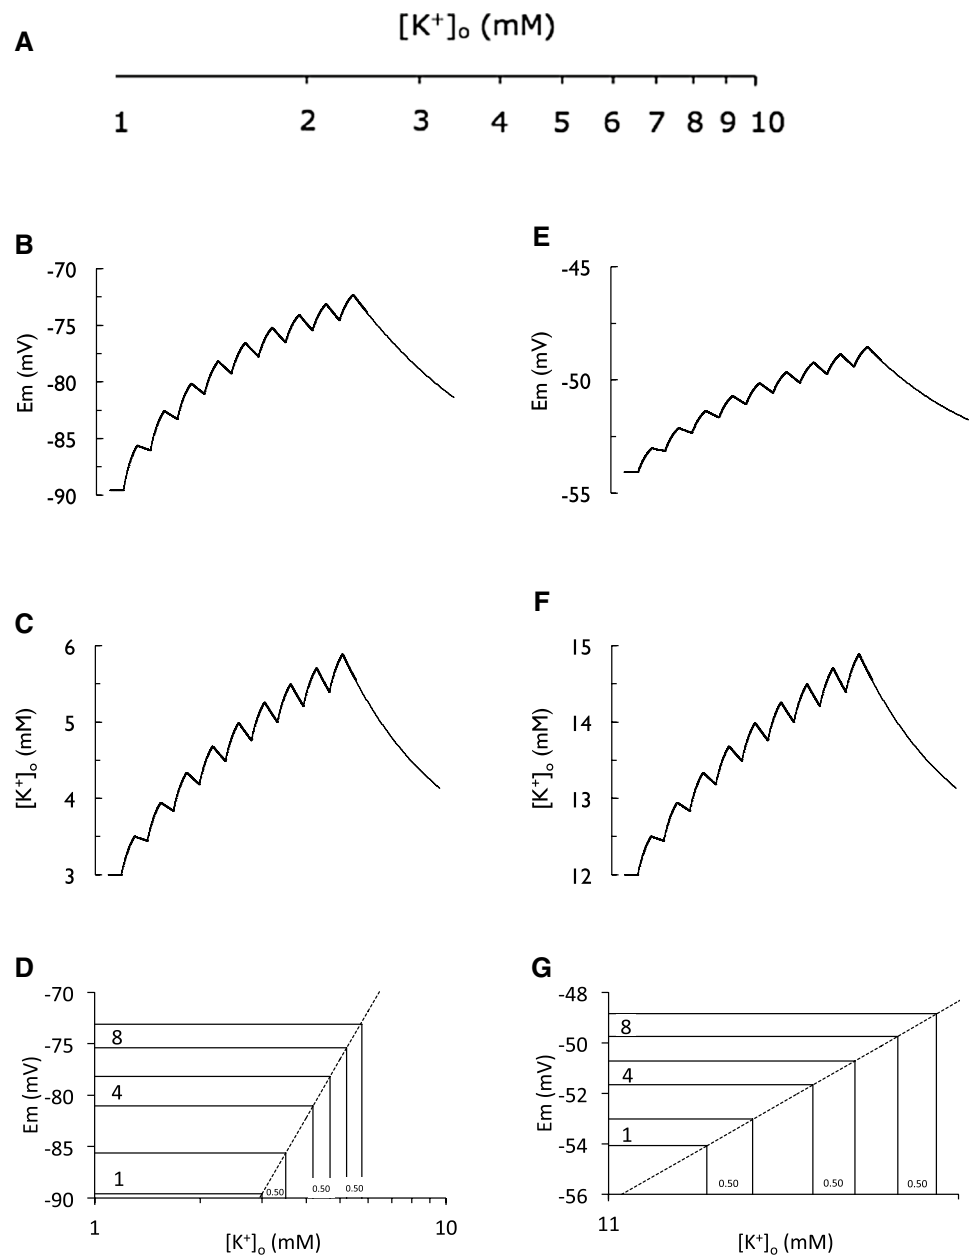 A
[K⁺]ₒ (mM)
1 2 3 4 5 6 7 8 9 10
B
-70
-75
-80
-85
-90
Em (mV)
E
-45
-50
-55
Em (mV)
C
6
5
4
3
[K⁺]ₒ (mM)
F
15
14
13
12
[K⁺]ₒ (mM)
D
-70
-75
-80
-85
-90
Em (mV)
8
4
1
0.50 0.50 0.50
1 10
[K⁺]ₒ (mM)
G
-48
-50
-52
-54
-56
Em (mV)
8
4
1
0.50 0.50 0.50
11
[K⁺]ₒ (mM)